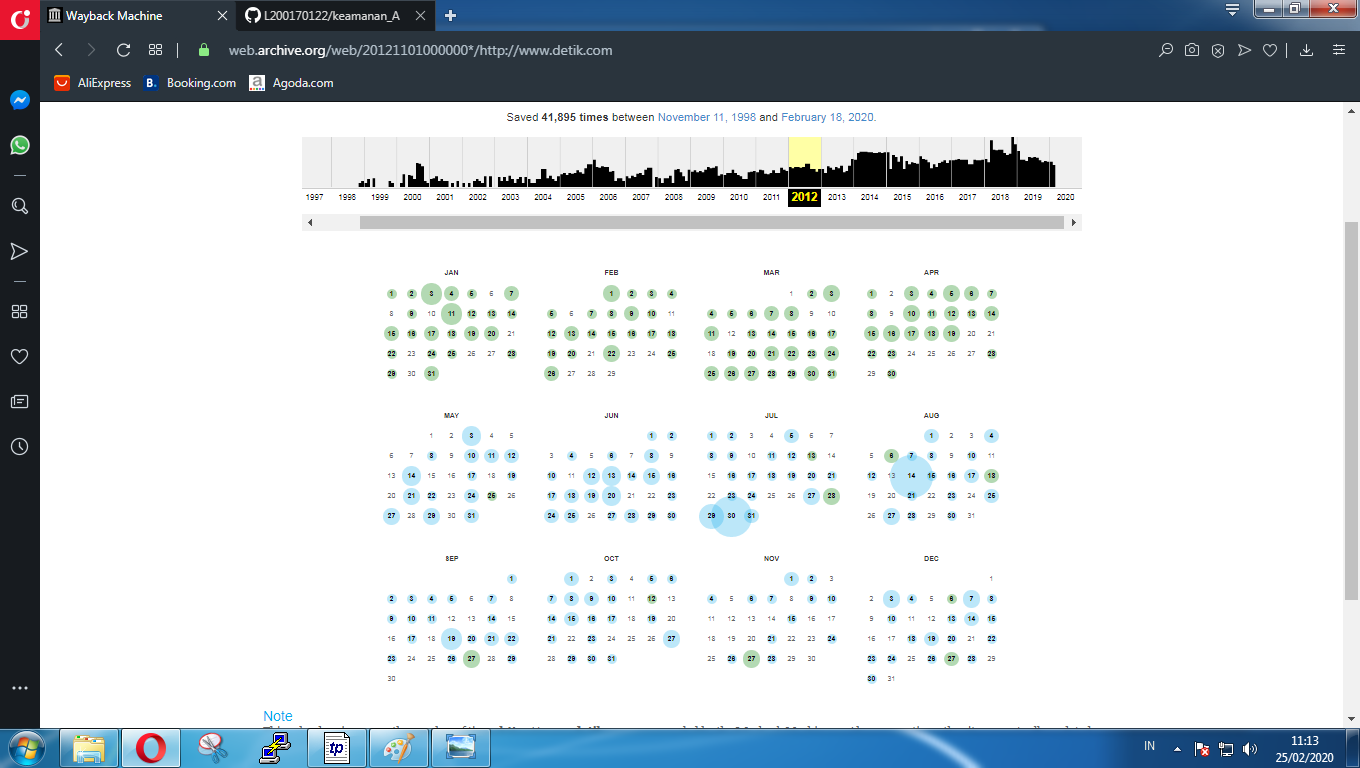 Wayback Machine
L200170122/keamanan_A
web.archive.org/web/20121101000000*/http://www.detik.com
AliExpress
B. Booking.com
a Agoda.com
Saved 41,895 times between November 11, 1998 and February 18, 2020.
1997 1998 1999 2000 2001 2002 2003 2004 2005 2006 2007 2008 2009 2010 2011 2012 2013 2014 2015 2016 2017 2018 2019 2020
JAN
1 2 3 4 5 6 7
8 9 10 11 12 13 14
15 16 17 18 19 20 21
22 23 24 25 26 27 28
29 30 31
FEB
1 2 3 4
5 6 7 8 9 10 11
12 13 14 15 16 17 18
19 20 21 22 23 24 25
26 27 28 29
MAR
1 2 3
4 5 6 7 8 9 10
11 12 13 14 15 16 17
18 19 20 21 22 23 24
25 26 27 28 29 30 31
APR
1 2 3 4 5 6 7
8 9 10 11 12 13 14
15 16 17 18 19 20 21
22 23 24 25 26 27 28
29 30
MAY
1 2 3 4 5
6 7 8 9 10 11 12
13 14 15 16 17 18 19
20 21 22 23 24 25 26
27 28 29 30 31
JUN
1 2
3 4 5 6 7 8 9
10 11 12 13 14 15 16
17 18 19 20 21 22 23
24 25 26 27 28 29 30
JUL
1 2 3 4 5 6 7
8 9 10 11 12 13 14
15 16 17 18 19 20 21
22 23 24 25 26 27 28
29 30 31
AUG
1 2 3 4
5 6 7 8 9 10 11
12 13 14 15 16 17 18
19 20 21 22 23 24 25
26 27 28 29 30 31
SEP
1
2 3 4 5 6 7 8
9 10 11 12 13 14 15
16 17 18 19 20 21 22
23 24 25 26 27 28 29
30
OCT
1 2 3 4 5 6
7 8 9 10 11 12 13
14 15 16 17 18 19 20
21 22 23 24 25 26 27
28 29 30 31
NOV
1 2 3
4 5 6 7 8 9 10
11 12 13 14 15 16 17
18 19 20 21 22 23 24
25 26 27 28 29 30
DEC
1
2 3 4 5 6 7 8
9 10 11 12 13 14 15
16 17 18 19 20 21 22
23 24 25 26 27 28 29
30 31
Note
tp
IN
11:13
25/02/2020